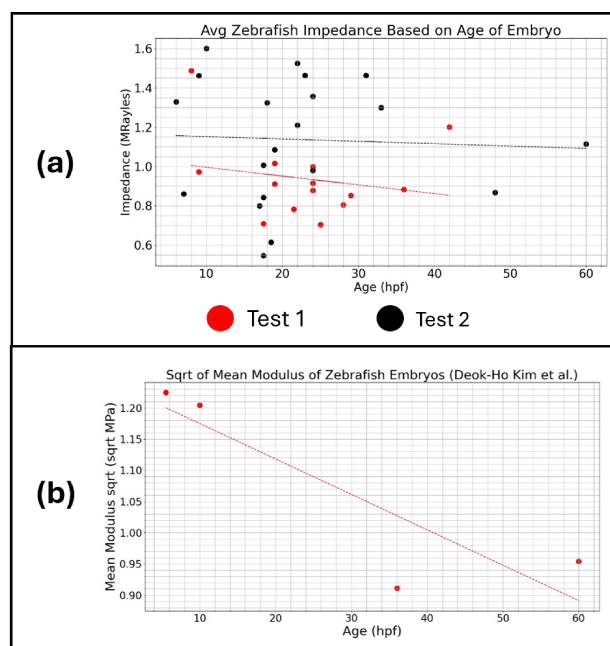 (a)
Avg Zebrafish Impedance Based on Age of Embryo
Impedance (MRayles)
1.6
1.4
1.2
1.0
0.8
0.6
10 20 30 40 50 60
Age (hpf)
Test 1 Test 2
(b)
Sqrt of Mean Modulus of Zebrafish Embryos (Deok-Ho Kim et al.)
Mean Modulus sqrt (sqrt MPa)
1.20
1.15
1.10
1.05
1.00
0.95
0.90
10 20 30 40 50 60
Age (hpf)